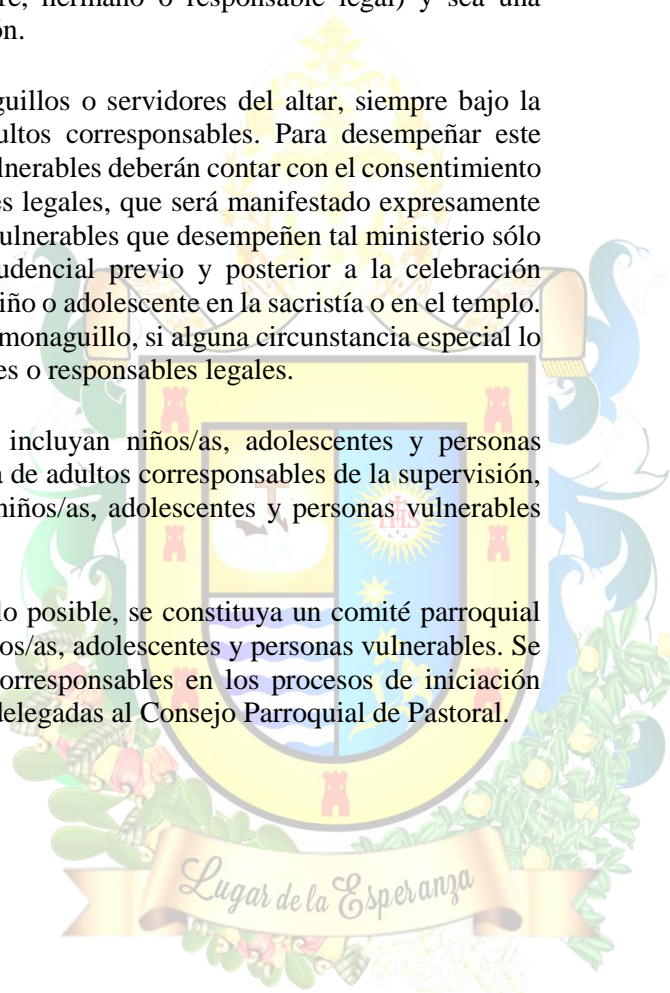 re, hermano o responsable legal) y sea una
ón.
guillos o servidores del altar, siempre bajo la
dultos corresponsables. Para desempeñar este
ulnerables deberán contar con el consentimiento
es legales, que será manifestado expresamente
vulnerables que desempeñen tal ministerio sólo
udencial previo y posterior a la celebración
iño o adolescente en la sacristía o en el templo.
monaguillo, si alguna circunstancia especial lo
es o responsables legales.
incluyan niños/as, adolescentes y personas
a de adultos corresponsables de la supervisión,
niños/as, adolescentes y personas vulnerables
IHS
lo posible, se constituya un comité parroquial
os/as, adolescentes y personas vulnerables. Se
corresponsables en los procesos de iniciación
delegadas al Consejo Parroquial de Pastoral.
Lugar de la Esperanza